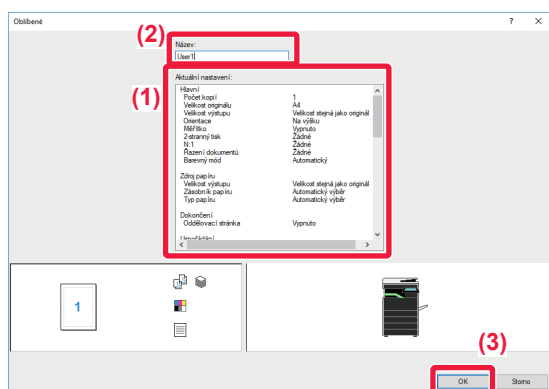 Oblíbené ? ×
(2)
Název:
User1
(1)
Aktuální nastavení:
Hlavní
Počet kopií 1
Velikost originálu A4
Velikost výstupu Velikost stejná jako originál
Orientace Na výšku
Měřítko Vypnuto
2-stranný tisk Žádné
N:1 Žádné
Řazení dokumentů Žádné
Barevný mód Automatický
Zdroj papíru
Velikost výstupu Velikost stejná jako originál
Zásobník papíru Automatický výběr
Typ papíru Automatický výběr
Dokončení
Oddělovací stránka Vypnuto
Uspořádání
1
(3)
OK Storno